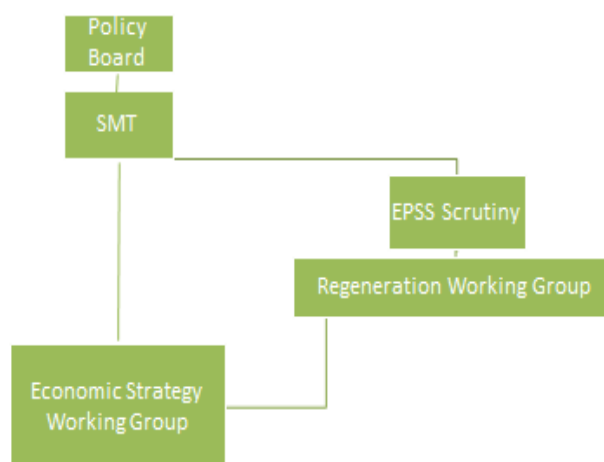 Policy
Board
SMT
EPSS Scrutiny
Regeneration Working Group
Economic Strategy
Working Group